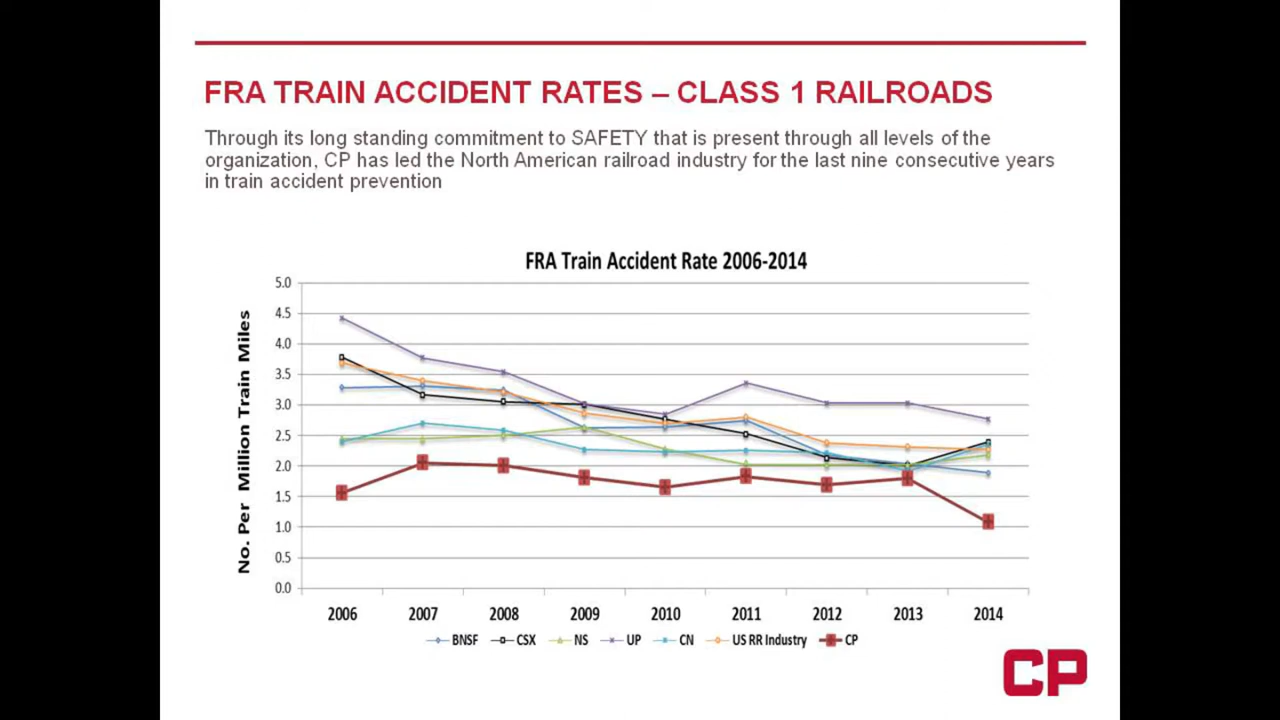 FRA TRAIN ACCIDENT RATES – CLASS 1 RAILROADS
Through its long standing commitment to SAFETY that is present through all levels of the
organization, CP has led the North American railroad industry for the last nine consecutive years
in train accident prevention
FRA Train Accident Rate 2006-2014
No. Per Million Train Miles
5.0
4.5
4.0
3.5
3.0
2.5
2.0
1.5
1.0
0.5
0.0
2006 2007 2008 2009 2010 2011 2012 2013 2014
BNSF CSX NS UP CN US RR Industry CP
CP